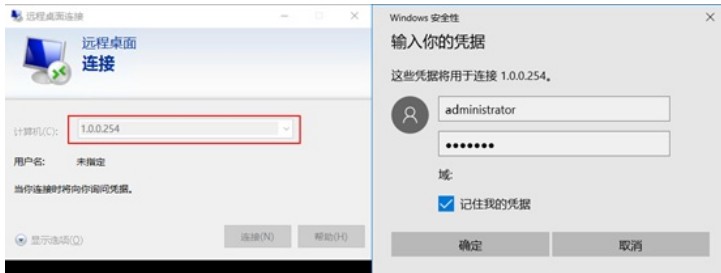 远程桌面连接
远程桌面
连接
计算机(C):
1.0.0.254
用户名:
未指定
当你连接时将向你询问凭据。
显示选项(O)
连接(N)
帮助(H)
Windows 安全性
输入你的凭据
这些凭据将用于连接 1.0.0.254。
administrator
•••••••
域:
记住我的凭据
确定
取消